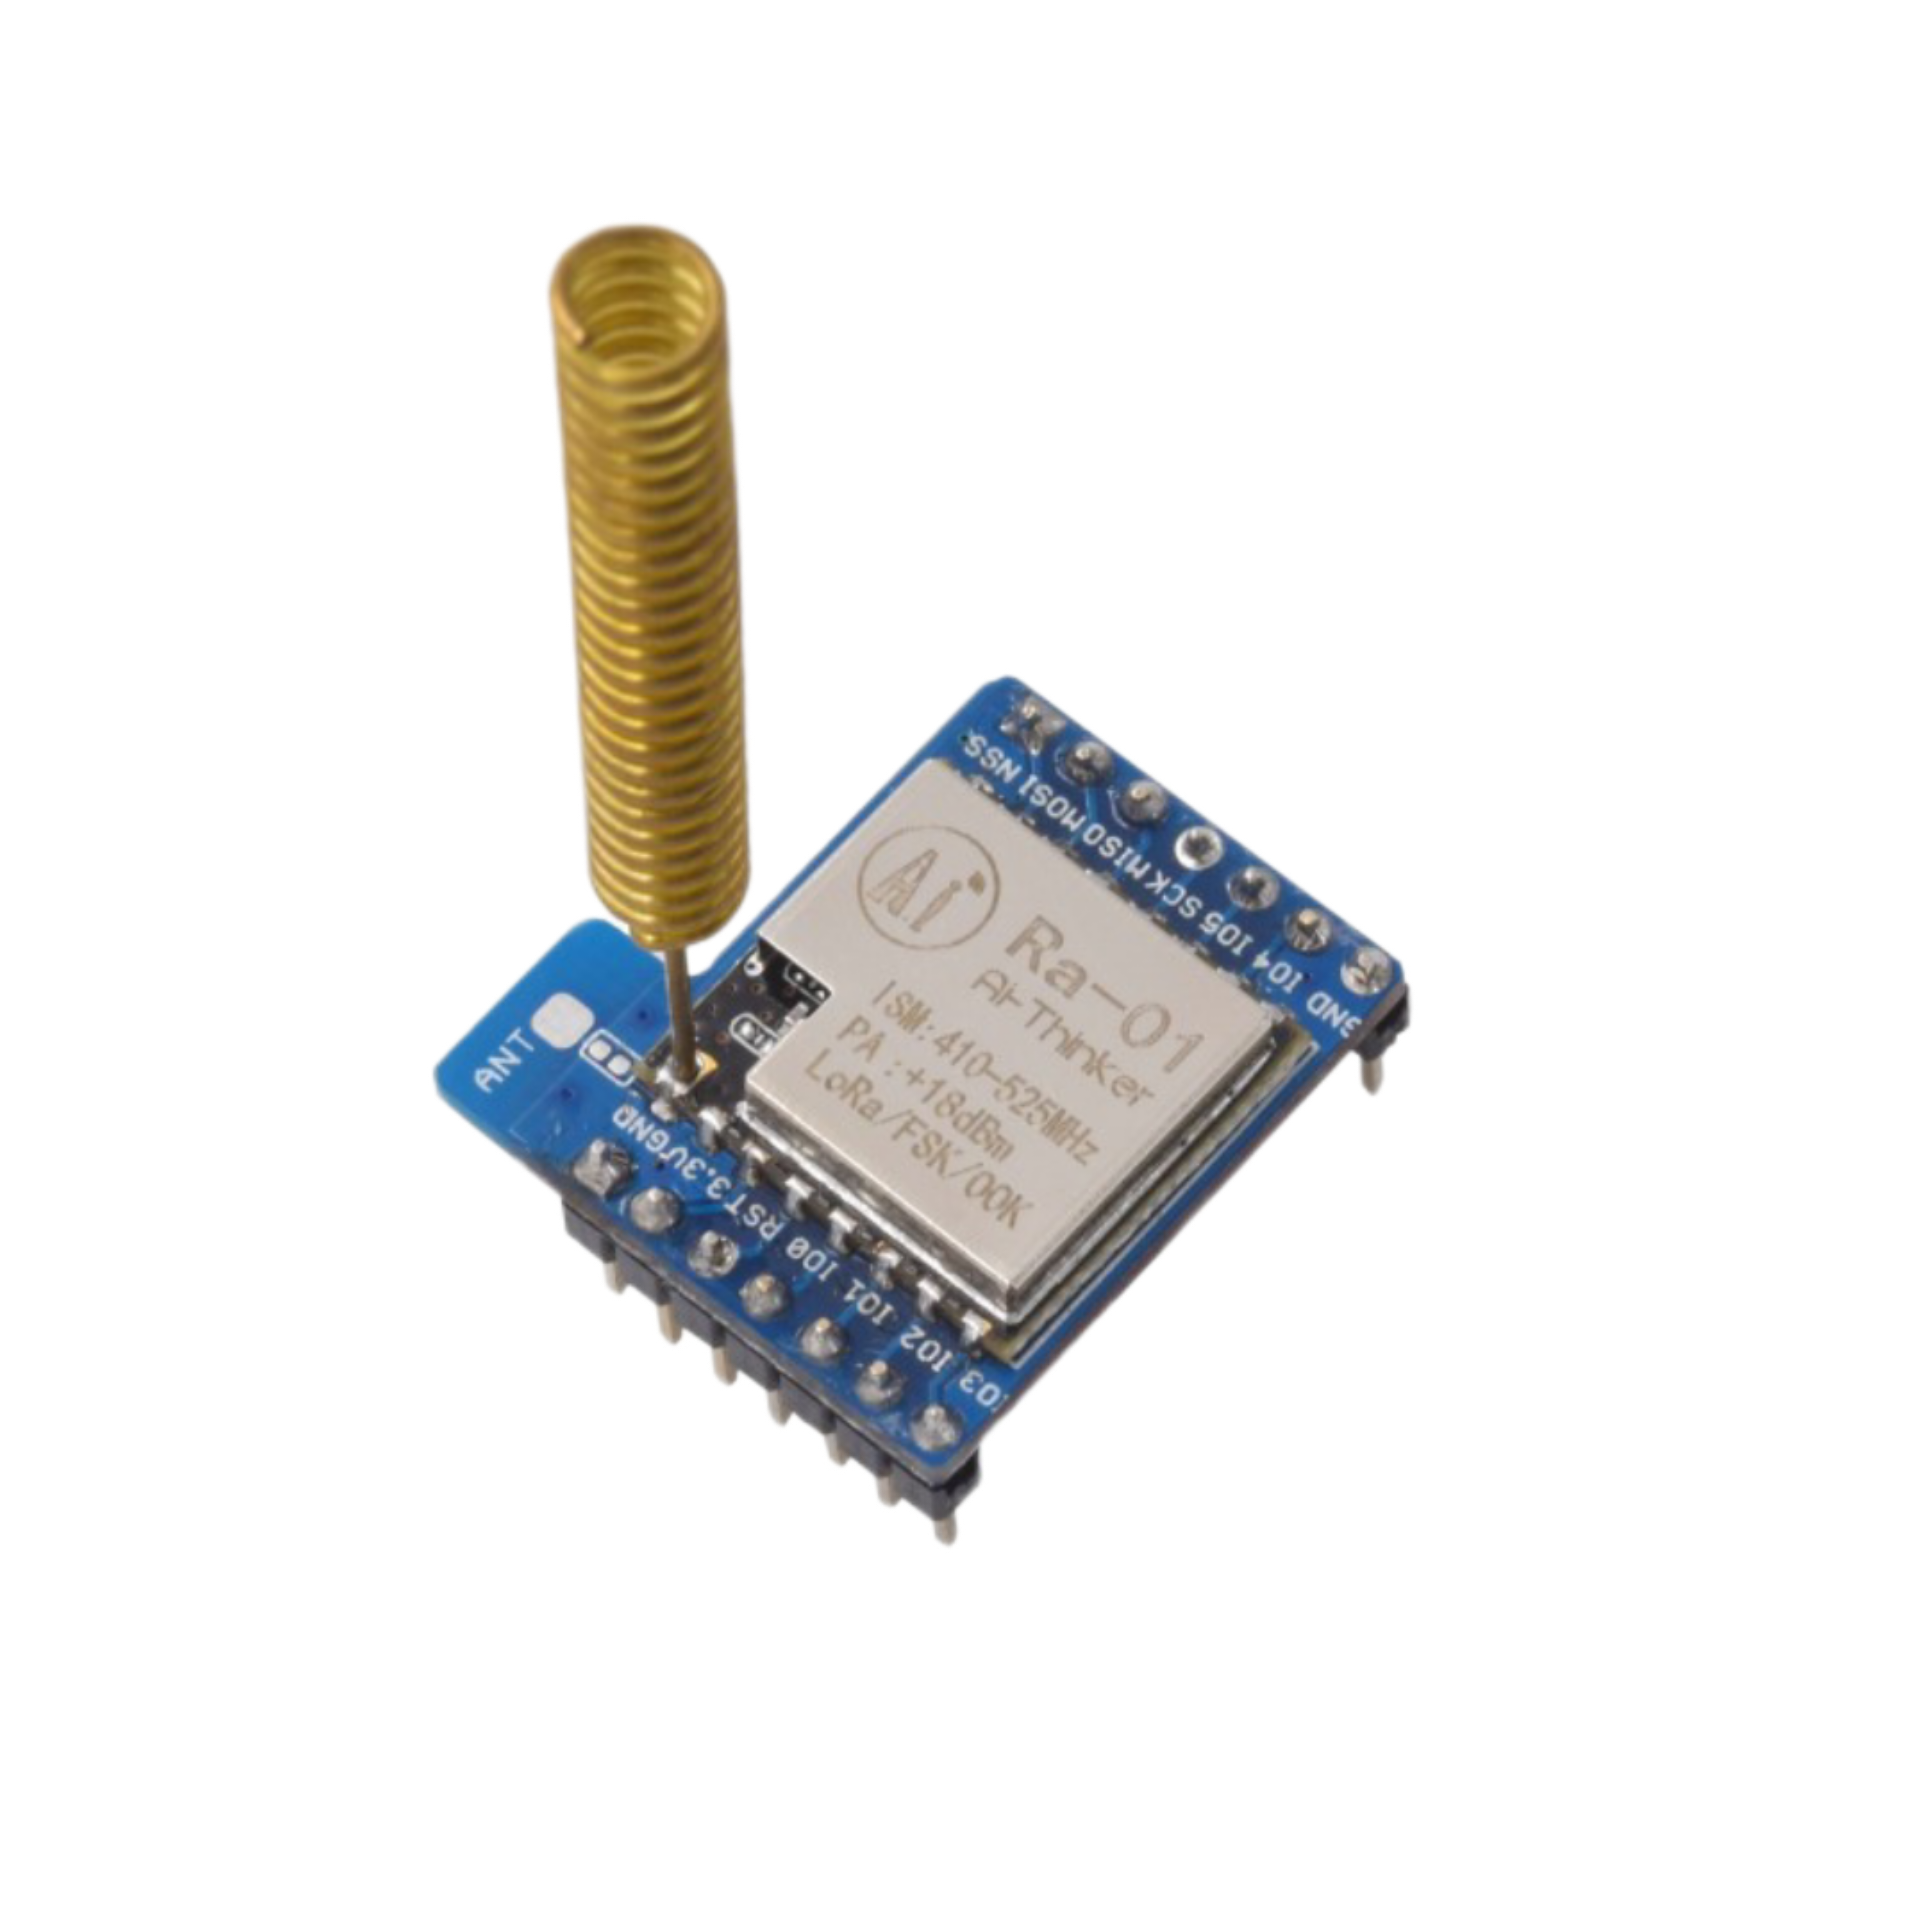 Ai
Ra-01
Ai-Thinker
ISM:410-525MHz
PA:+18dBm
LoRa/FSK/OOK
NSS
MOSI
MISO
SCK
IO5
IO4
GND
ANT
GND
3.3V
RST
IO0
IO1
IO2
IO3